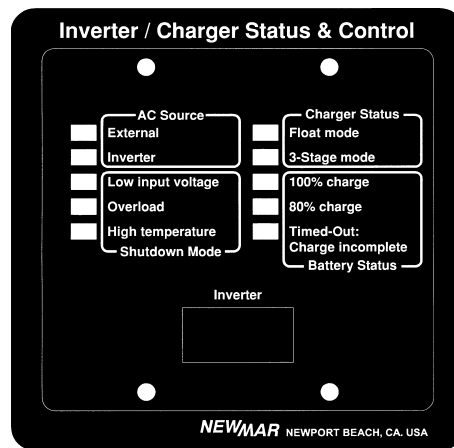 Inverter / Charger Status & Control
AC Source
External
Inverter
Low input voltage
Overload
High temperature
Shutdown Mode
Charger Status
Float mode
3-Stage mode
100% charge
80% charge
Timed-Out:
Charge incomplete
Battery Status
Inverter
NEWMAR NEWPORT BEACH, CA. USA